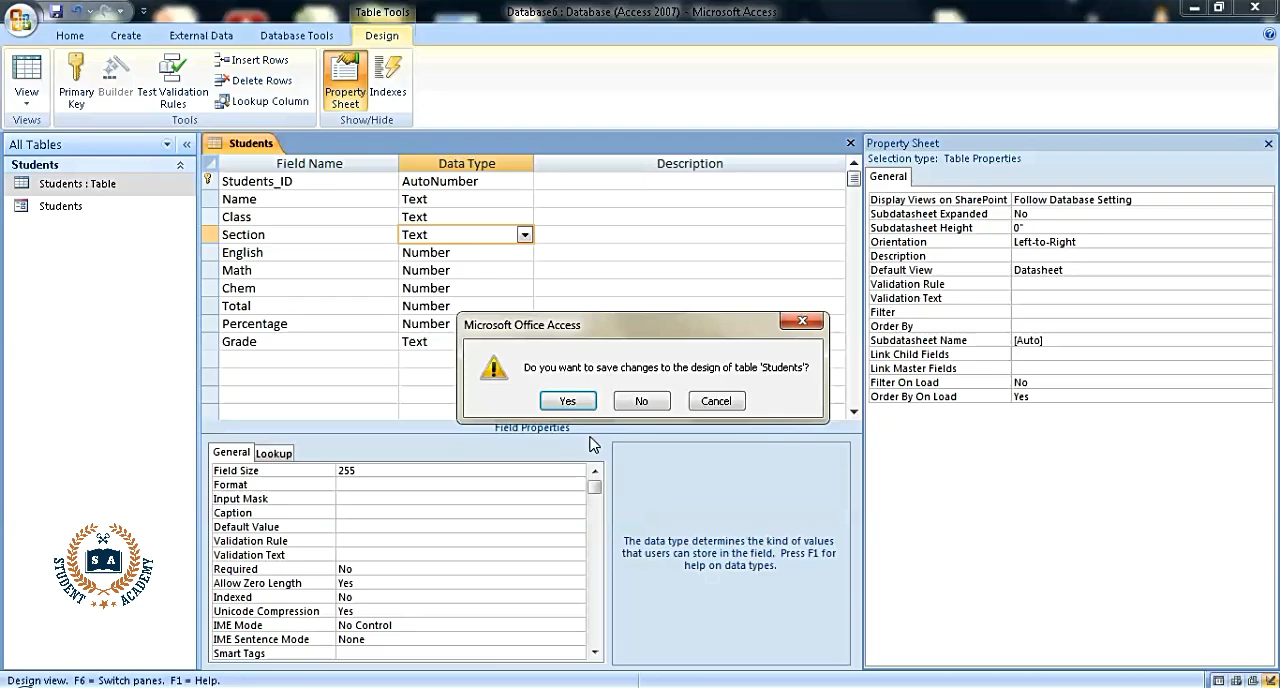 Table Tools
Database6 : Database (Access 2007) - Microsoft Access
Home
Create
External Data
Database Tools
Design
View
Primary Key
Builder
Test Validation Rules
Insert Rows
Delete Rows
Lookup Column
Property Sheet
Indexes
Views
Tools
Show/Hide
All Tables
«
Students
Students : Table
Students
Students
Field Name Data Type Description
Students_ID AutoNumber
Name Text
Class Text
Section Text
English Number
Math Number
Chem Number
Total Number
Percentage Number
Grade Text
Microsoft Office Access
Do you want to save changes to the design of table 'Students'?
Yes No Cancel
Field Properties
General Lookup
Field Size 255
Format
Input Mask
Caption
Default Value
Validation Rule
Validation Text
Required No
Allow Zero Length Yes
Indexed No
Unicode Compression Yes
IME Mode No Control
IME Sentence Mode None
Smart Tags
The data type determines the kind of values
that users can store in the field. Press F1 for
help on data types.
Property Sheet
Selection type: Table Properties
General
Display Views on SharePoint Follow Database Setting
Subdatasheet Expanded No
Subdatasheet Height 0"
Orientation Left-to-Right
Description
Default View Datasheet
Validation Rule
Validation Text
Filter
Order By
Subdatasheet Name [Auto]
Link Child Fields
Link Master Fields
Filter On Load No
Order By On Load Yes
S A
STUDENT ACADEMY
Design view. F6 = Switch panes. F1 = Help.